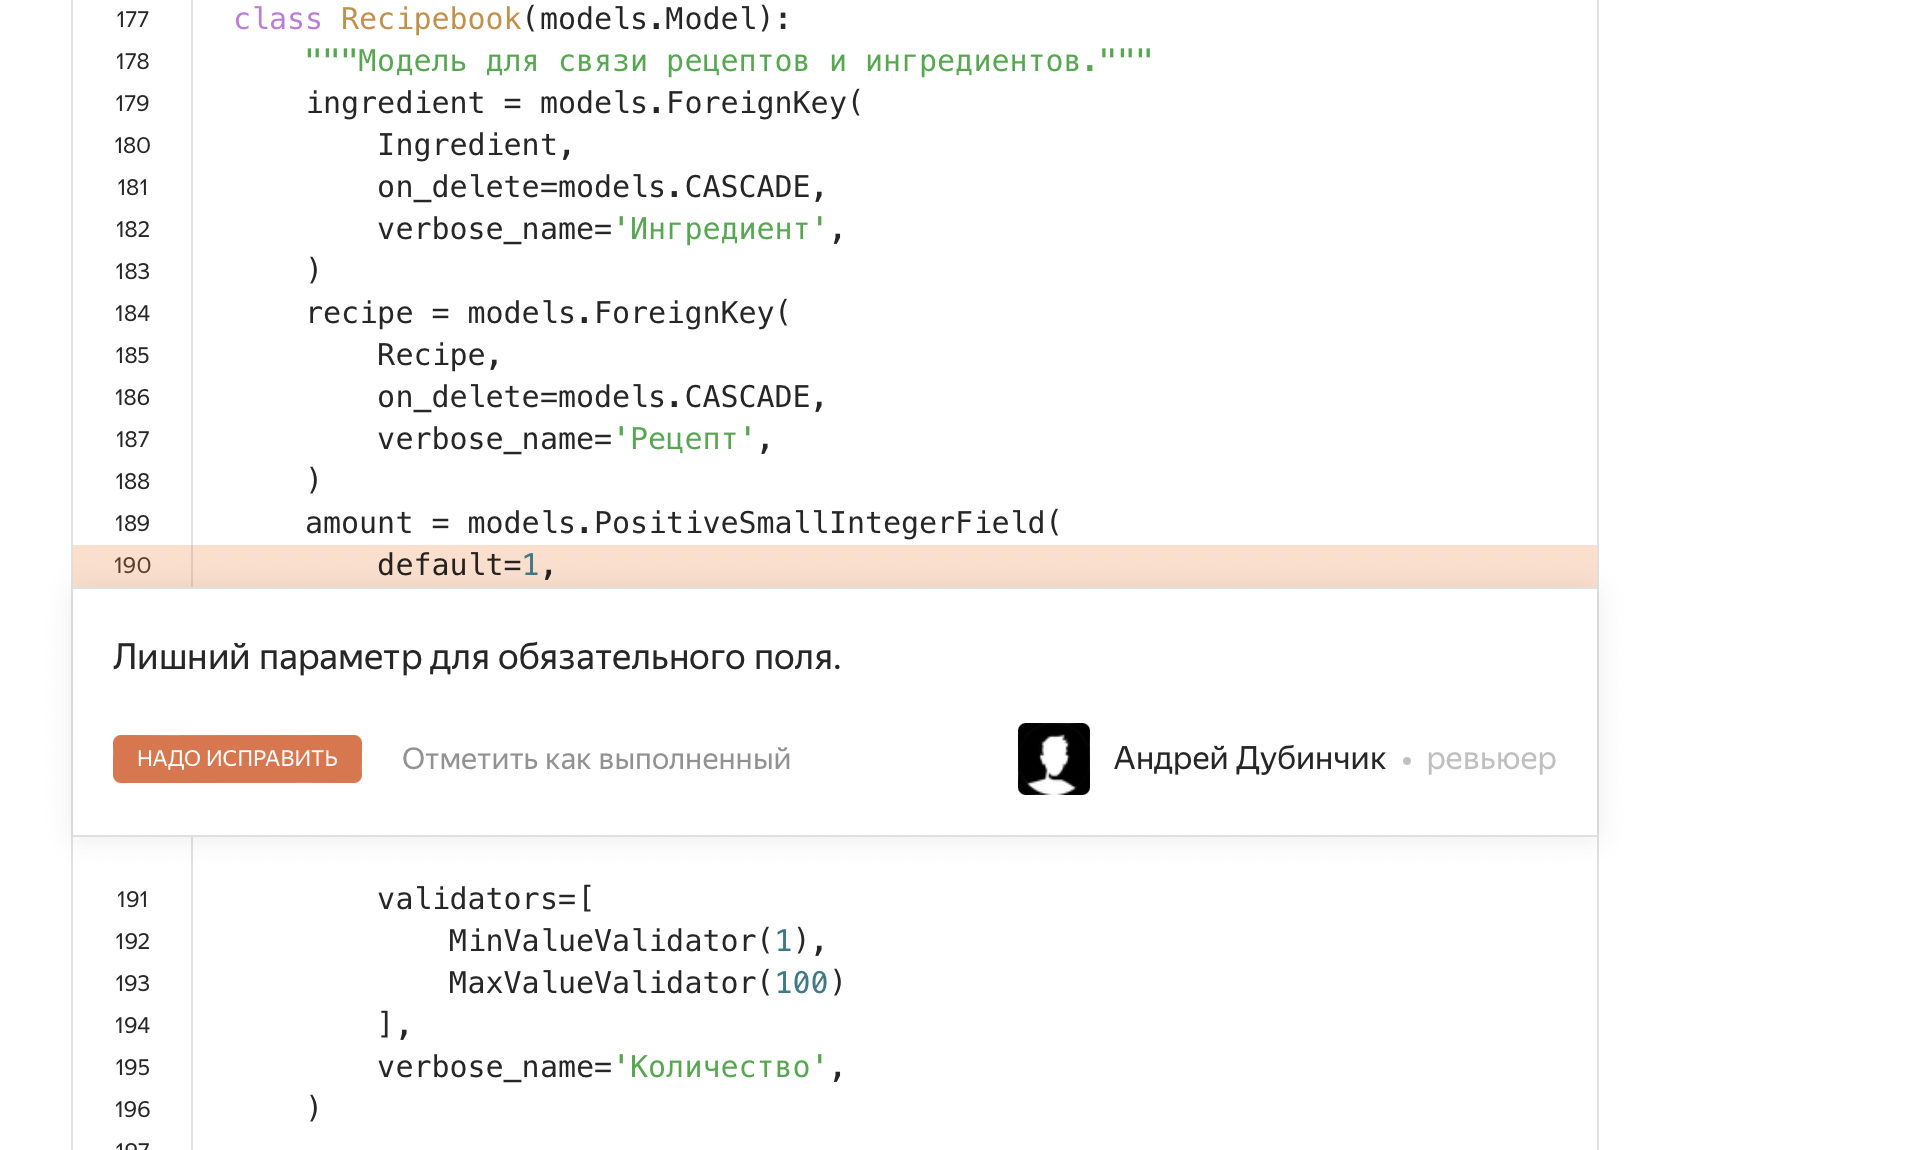 177 class Recipebook(models.Model):
178 """Модель для связи рецептов и ингредиентов."""
179 ingredient = models.ForeignKey(
180 Ingredient,
181 on_delete=models.CASCADE,
182 verbose_name='Ингредиент',
183 )
184 recipe = models.ForeignKey(
185 Recipe,
186 on_delete=models.CASCADE,
187 verbose_name='Рецепт',
188 )
189 amount = models.PositiveSmallIntegerField(
190 default=1,
Лишний параметр для обязательного поля.
НАДО ИСПРАВИТЬ Отметить как выполненный Андрей Дубинчик • ревьюер
191 validators=[
192 MinValueValidator(1),
193 MaxValueValidator(100)
194 ],
195 verbose_name='Количество',
196 )
197